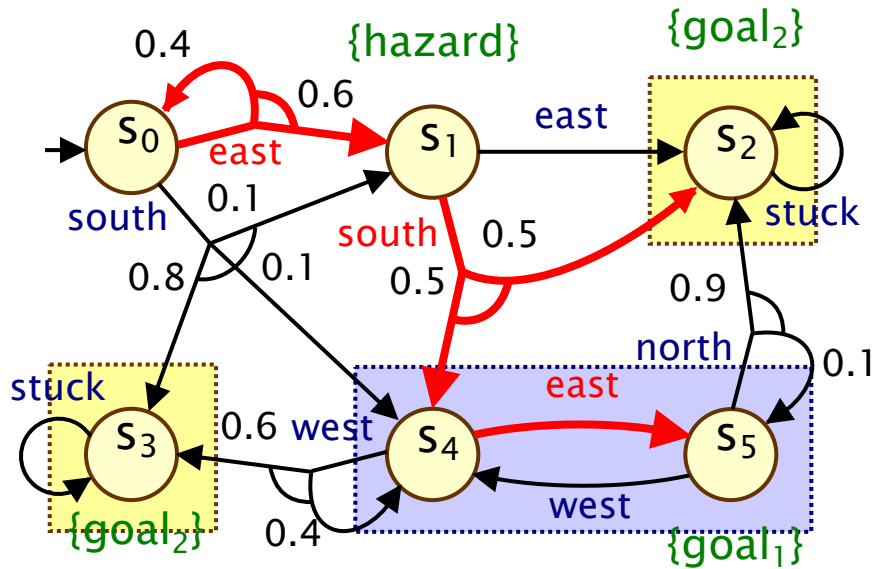 {goal₂}
0.4
{hazard}
0.6
east
s₀
s₁
s₂
east
0.1
south
south
0.5
stuck
0.1
0.8
0.5
0.9
north
0.1
stuck
east
0.6
west
s₃
s₄
s₅
west
0.4
{goal₂}
{goal₁}